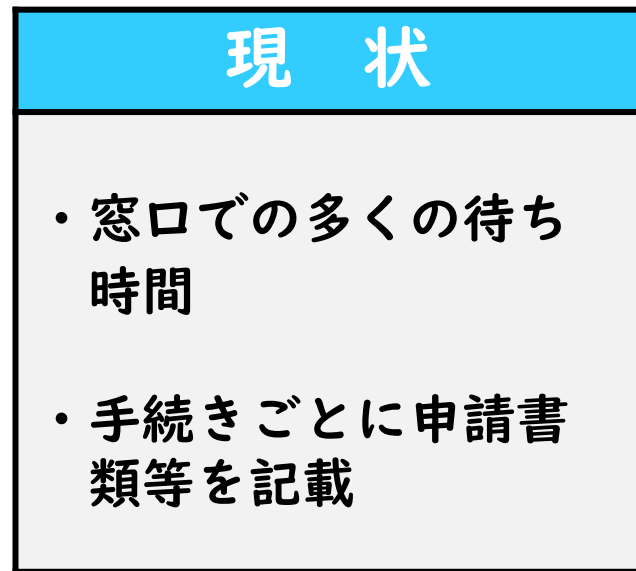 現　状
・窓口での多くの待ち
時間
・手続きごとに申請書
類等を記載